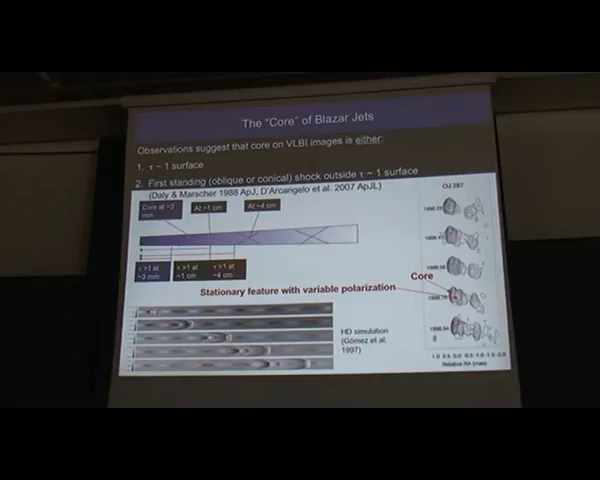 The "Core" of Blazar Jets
Observations suggest that core on VLBI images is either:
1. τ ~ 1 surface
2. First standing (oblique or conical) shock outside τ ~ 1 surface
(Daly & Marscher 1988 ApJ, D'Arcangelo et al. 2007 ApJL)
Core at ~3 mm
At ~1 cm
At ~4 cm
τ >1 at ~3 mm
τ >1 at ~1 cm
τ >1 at ~4 cm
Stationary feature with variable polarization
Core
HD simulation
(Gómez et al.
1997)
OJ 287
Relative RA (mas)